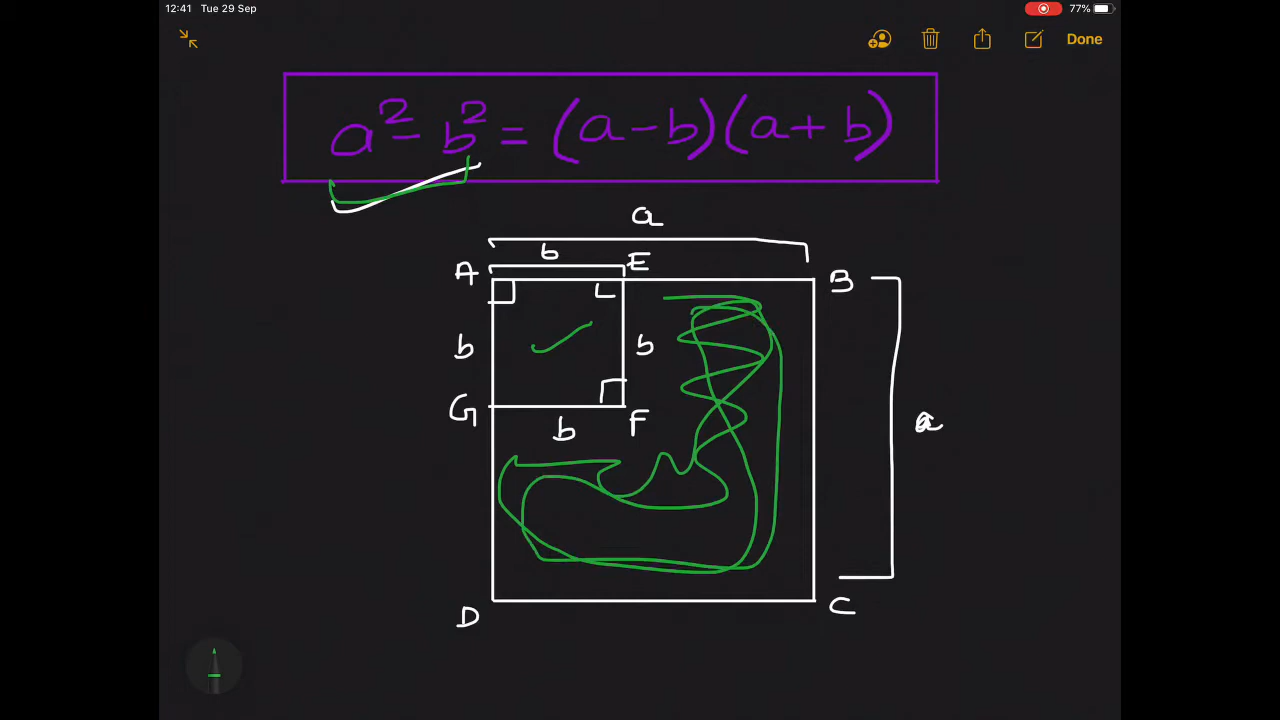 12:41 Tue 29 Sep
77%
Done
a² - b² = (a - b)(a + b)
a
b
A
E
B
b
b
a
G
F
b
D
C